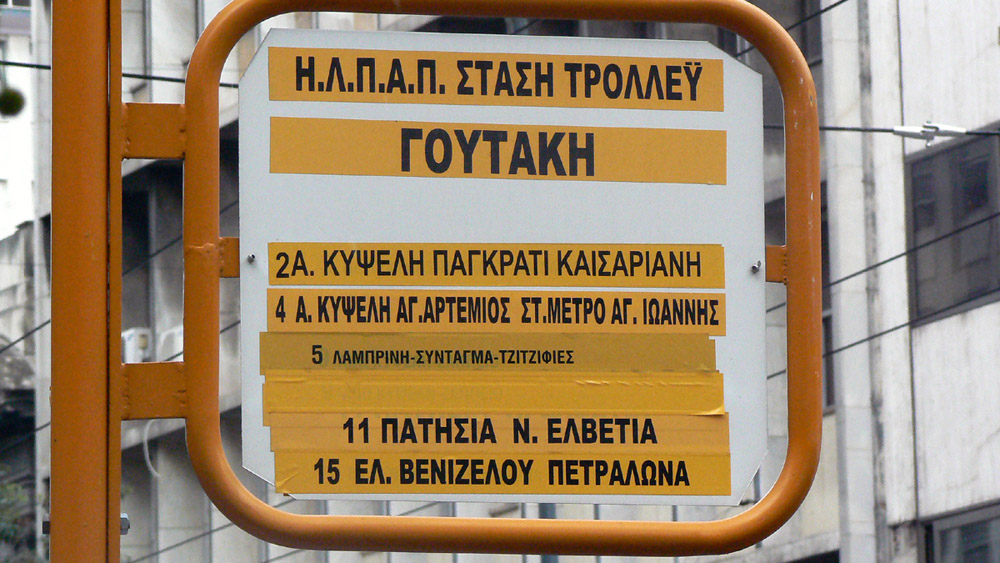 Η.Λ.Π.Α.Π. ΣΤΑΣΗ ΤΡΟΛΛΕΫ
ΓΟΥΤΑΚΗ
2Α. ΚΥΨΕΛΗ ΠΑΓΚΡΑΤΙ ΚΑΙΣΑΡΙΑΝΗ
4 Α. ΚΥΨΕΛΗ ΑΓ.ΑΡΤΕΜΙΟΣ ΣΤ.ΜΕΤΡΟ ΑΓ. ΙΩΑΝΝΗΣ
5 ΛΑΜΠΡΙΝΗ-ΣΥΝΤΑΓΜΑ-ΤΖΙΤΖΙΦΙΕΣ
11 ΠΑΤΗΣΙΑ Ν. ΕΛΒΕΤΙΑ
15 ΕΛ. ΒΕΝΙΖΕΛΟΥ ΠΕΤΡΑΛΩΝΑ